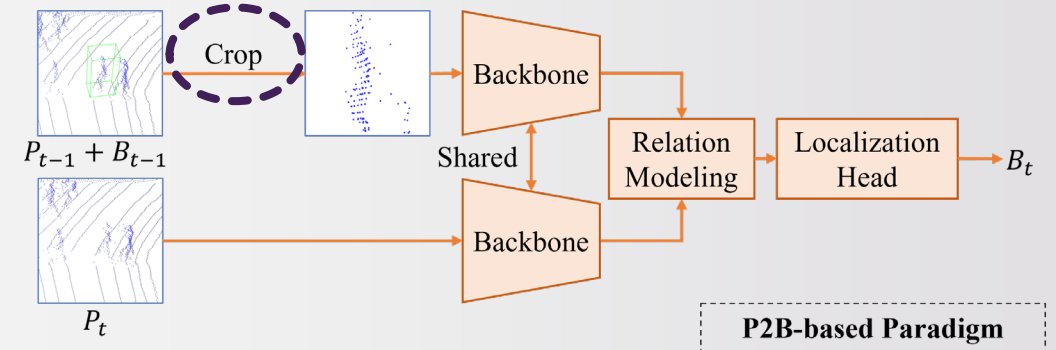 Crop
P_{t-1} + B_{t-1}
Backbone
Shared
Relation
Modeling
Localization
Head
B_t
Backbone
P_t
P2B-based Paradigm